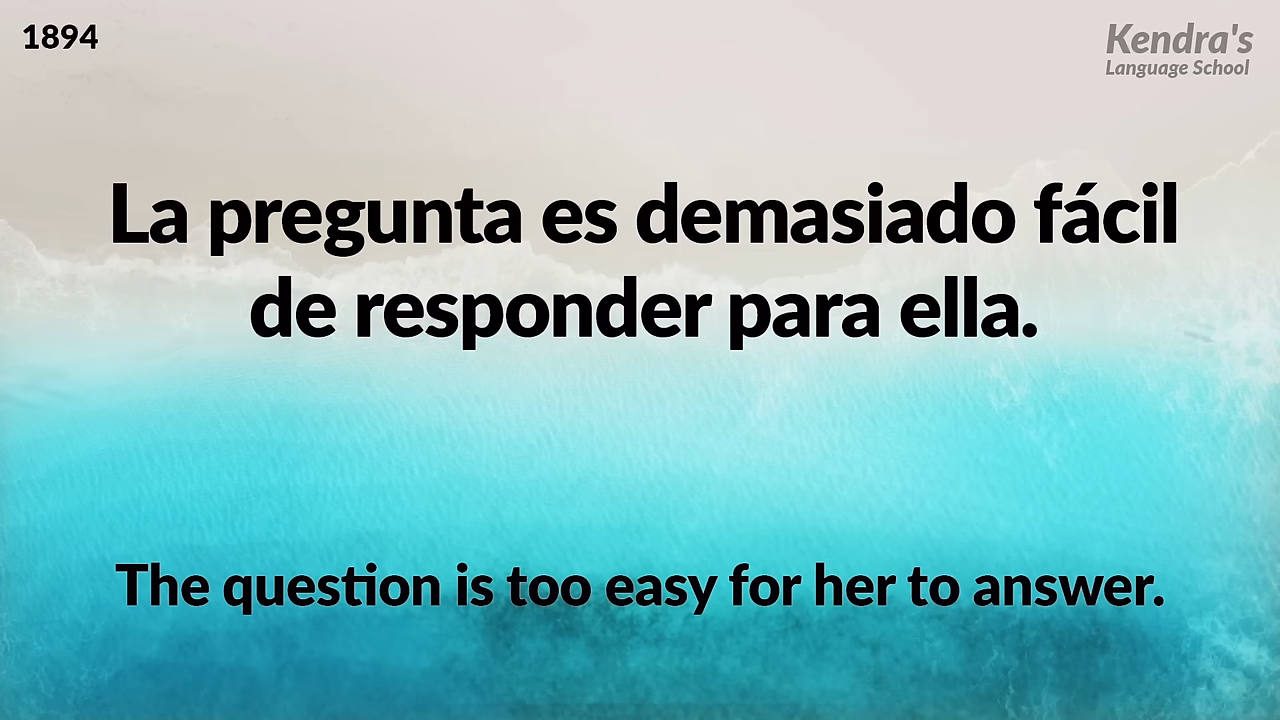 1894
Kendra's
Language School
La pregunta es demasiado fácil
de responder para ella.
The question is too easy for her to answer.